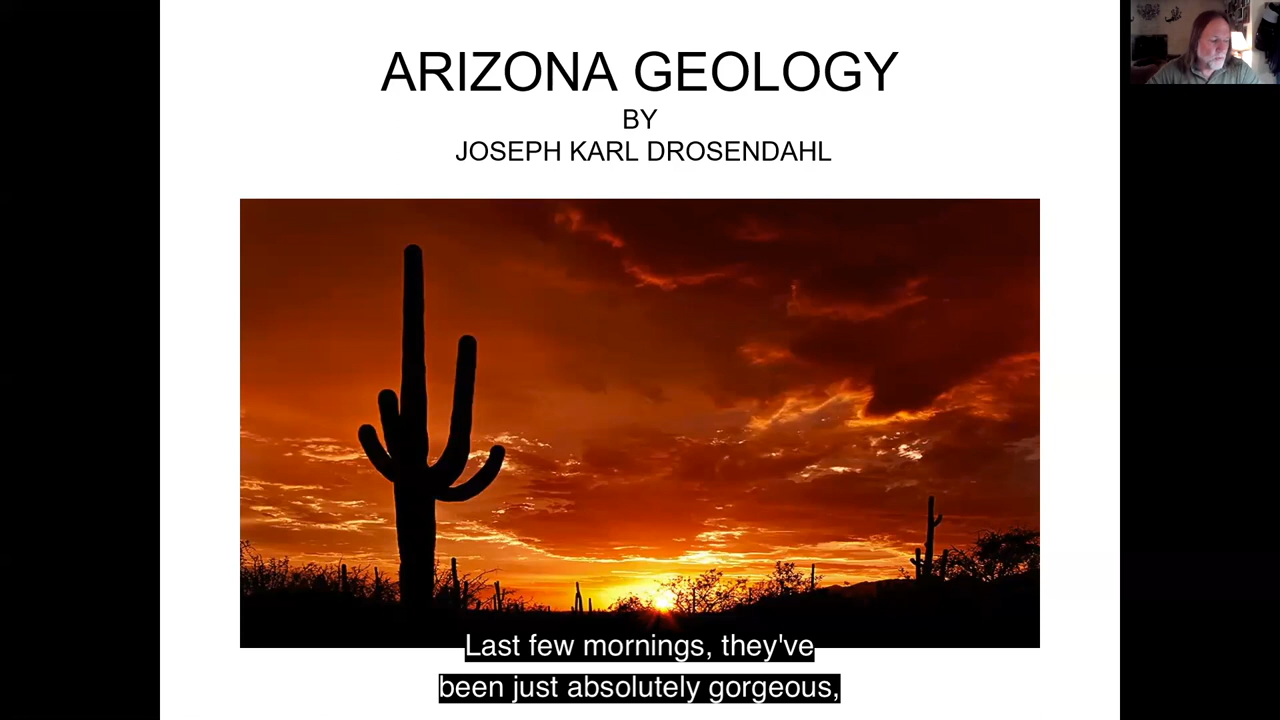 ARIZONA GEOLOGY
BY
JOSEPH KARL DROSENDAHL
Last few mornings, they've
been just absolutely gorgeous,